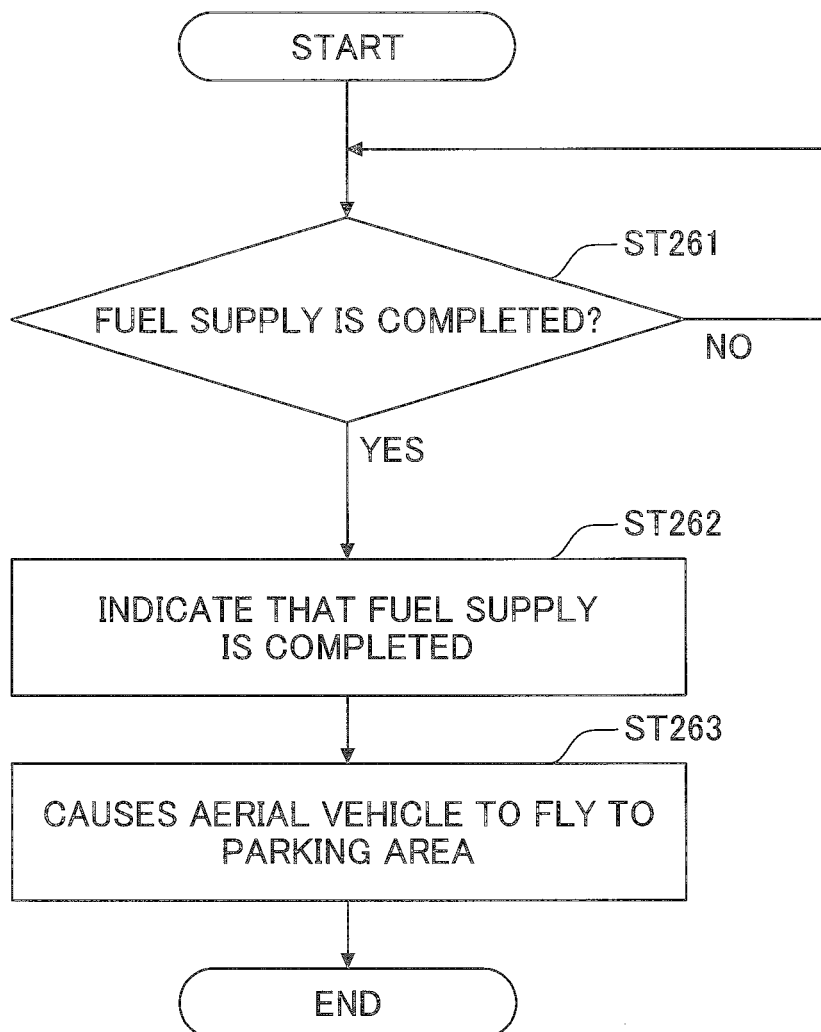 START
ST261
FUEL SUPPLY IS COMPLETED?
NO
YES
ST262
INDICATE THAT FUEL SUPPLY
IS COMPLETED
ST263
CAUSES AERIAL VEHICLE TO FLY TO
PARKING AREA
END